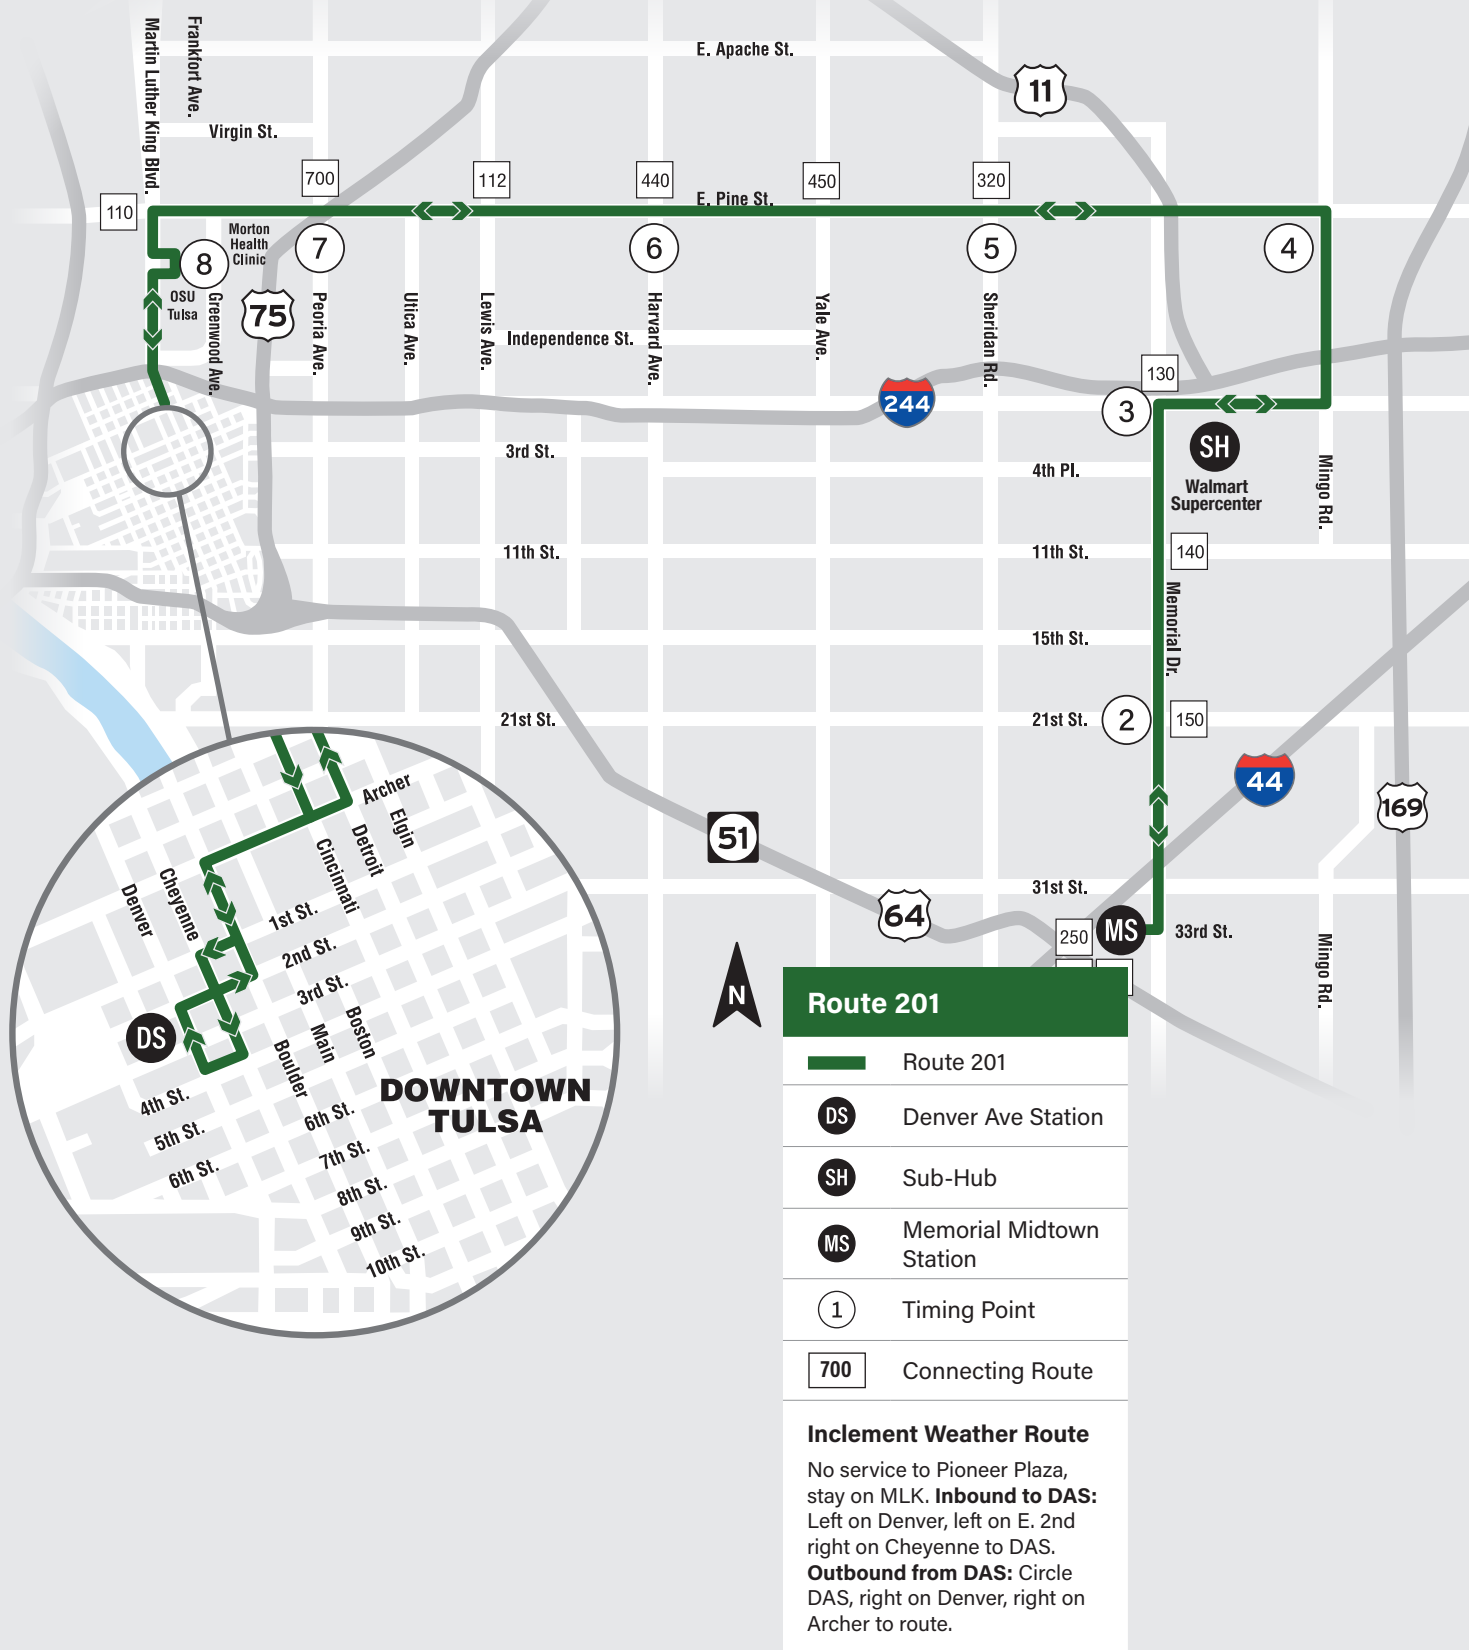 Martin Luther King Blvd.
Frankfort Ave.
E. Apache St.
11
Virgin St.
700
112
440
450
320
110
E. Pine St.
Morton
Health
Clinic
8
7
6
5
4
OSU
Tulsa
Greenwood Ave.
75
Peoria Ave.
Utica Ave.
Lewis Ave.
Independence St.
Harvard Ave.
Yale Ave.
Sheridan Rd.
130
244
3
SH
Walmart
Supercenter
3rd St.
4th Pl.
Mingo Rd.
11th St.
11th St.
140
Memorial Dr.
15th St.
21st St.
21st St.
2
150
44
169
51
31st St.
64
250
MS
33rd St.
Mingo Rd.
N
Archer
Elgin
Detroit
Cincinnati
Cheyenne
Denver
1st St.
2nd St.
3rd St.
DS
Boston
Main
Boulder
DOWNTOWN
TULSA
4th St.
5th St.
6th St.
6th St.
7th St.
8th St.
9th St.
10th St.
Route 201
Route 201
DS Denver Ave Station
SH Sub-Hub
MS Memorial Midtown
Station
1 Timing Point
700 Connecting Route
Inclement Weather Route
No service to Pioneer Plaza,
stay on MLK. Inbound to DAS:
Left on Denver, left on E. 2nd
right on Cheyenne to DAS.
Outbound from DAS: Circle
DAS, right on Denver, right on
Archer to route.